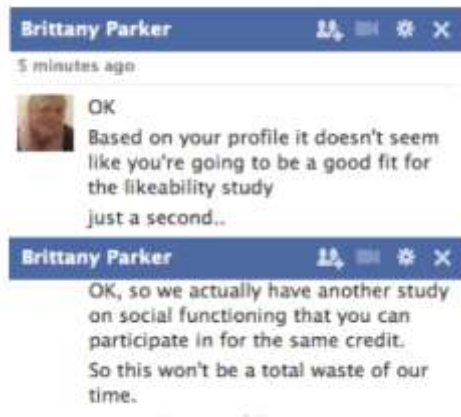 Brittany Parker
5 minutes ago
OK
Based on your profile it doesn't seem
like you're going to be a good fit for
the likeability study
just a second..
Brittany Parker
OK, so we actually have another study
on social functioning that you can
participate in for the same credit.
So this won't be a total waste of our
time.